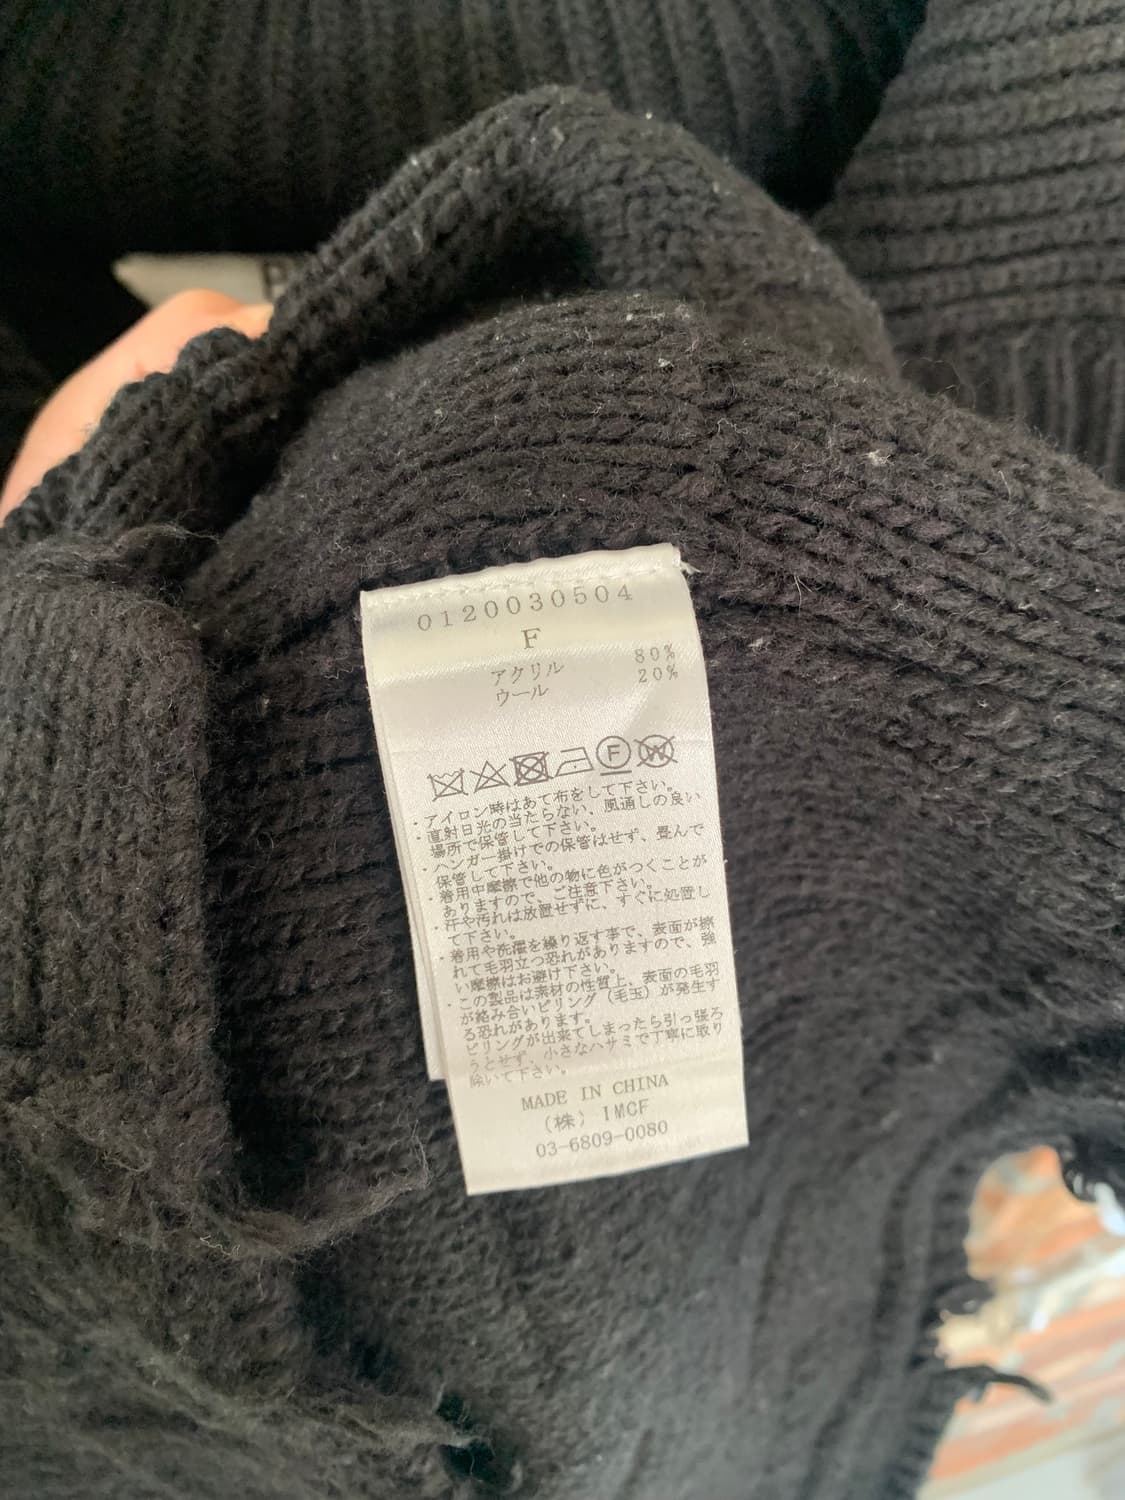 0120030504
F
アクリル 80%
ウール 20%
F W
・アイロン時はあて布をして下さい。
・直射日光の当たらない、風通しの良い
場所で保管して下さい。
・ハンガー掛けでの保管はせず、畳んで
保管して下さい。
・着用中摩擦で他の物に色がつくことが
ありますので、ご注意下さい。
・汗や汚れは放置せずに、すぐに処置し
て下さい。
・着用や洗濯を繰り返す事で、表面が擦
れて毛羽立つ恐れがありますので、強
い摩擦はお避け下さい。
・この製品は素材の性質上、表面の毛羽
が絡み合いピリング（毛玉）が発生す
る恐れがあります。
ピリングが出来てしまったら引っ張ろ
うとせず、小さなハサミで丁寧に取り
除いて下さい。
MADE IN CHINA
（株）IMCF
03-6809-0080